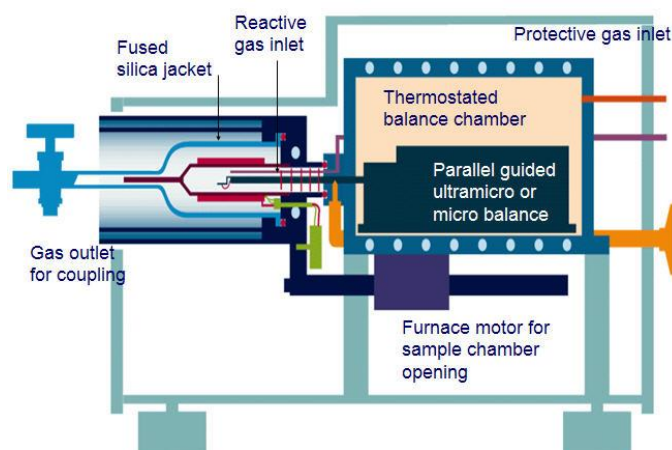 Fused
silica jacket
Reactive
gas inlet
Protective gas inlet
Thermostated
balance chamber
Parallel guided
ultramicro or
micro balance
Gas outlet
for coupling
Furnace motor for
sample chamber
opening